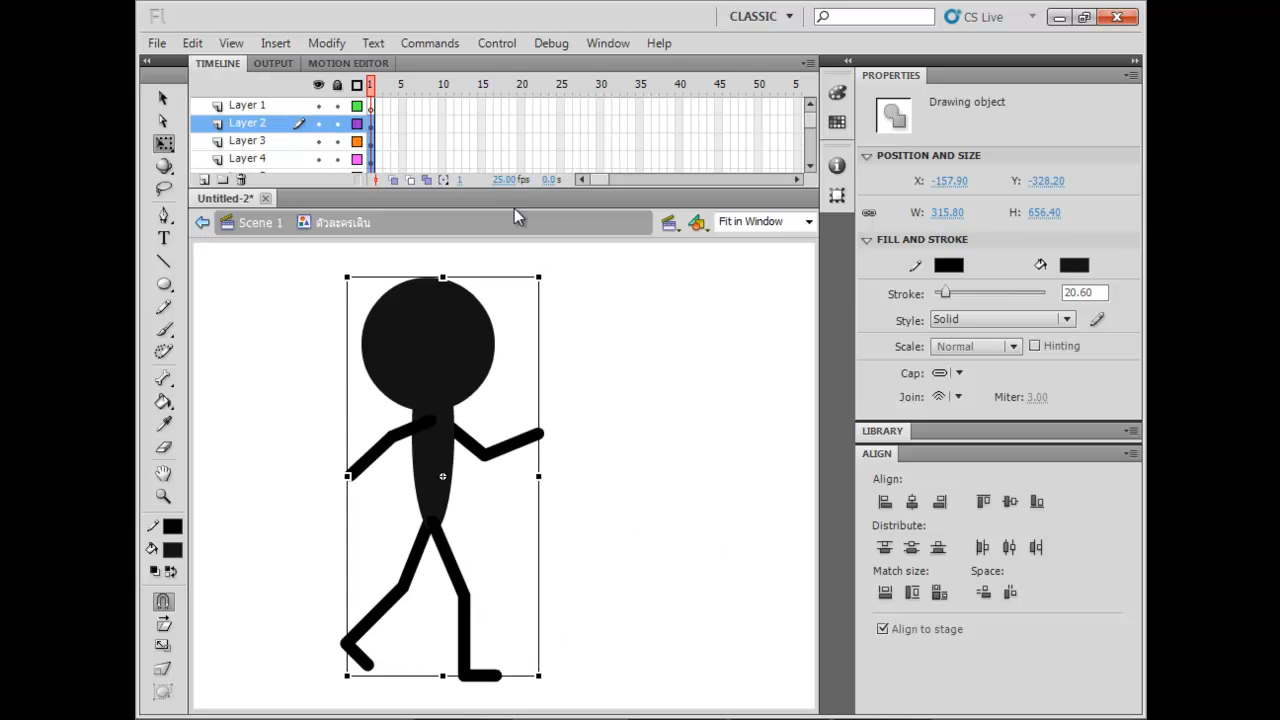 Fl CLASSIC CS Live
File Edit View Insert Modify Text Commands Control Debug Window Help
TIMELINE OUTPUT MOTION EDITOR
1 5 10 15 20 25 30 35 40 45 50 5
Layer 1
Layer 2
Layer 3
Layer 4
1 25.00fps 0.0s
Untitled-2*
Scene 1 ตัวละครเดิน Fit in Window
PROPERTIES
Drawing object
POSITION AND SIZE
X: -157.90 Y: -328.20
W: 315.80 H: 656.40
FILL AND STROKE
Stroke: 20.60
Style: Solid
Scale: Normal Hinting
Cap:
Join: Miter: 3.00
LIBRARY
ALIGN
Align:
Distribute:
Match size: Space:
Align to stage